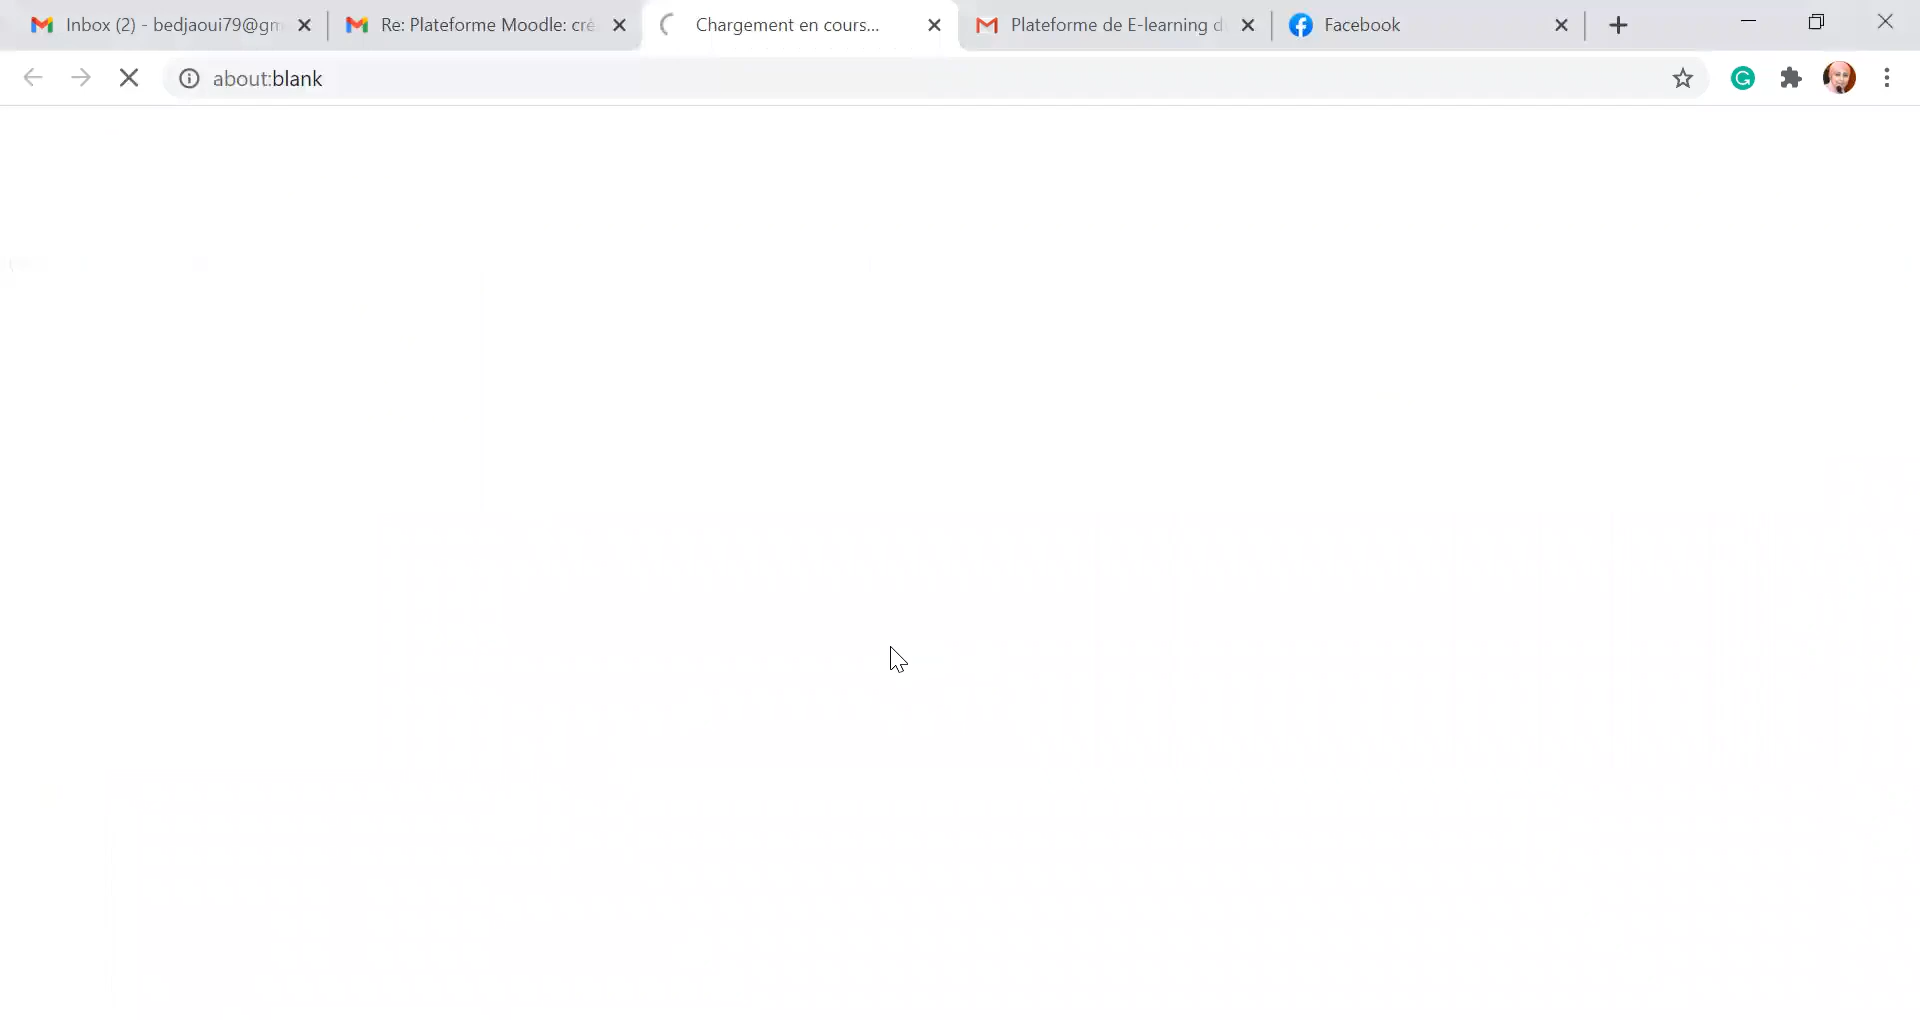 Inbox (2) - bedjaoui79@gm
Re: Plateforme Moodle: cré
Chargement en cours...
Plateforme de E-learning d
Facebook
about:blank